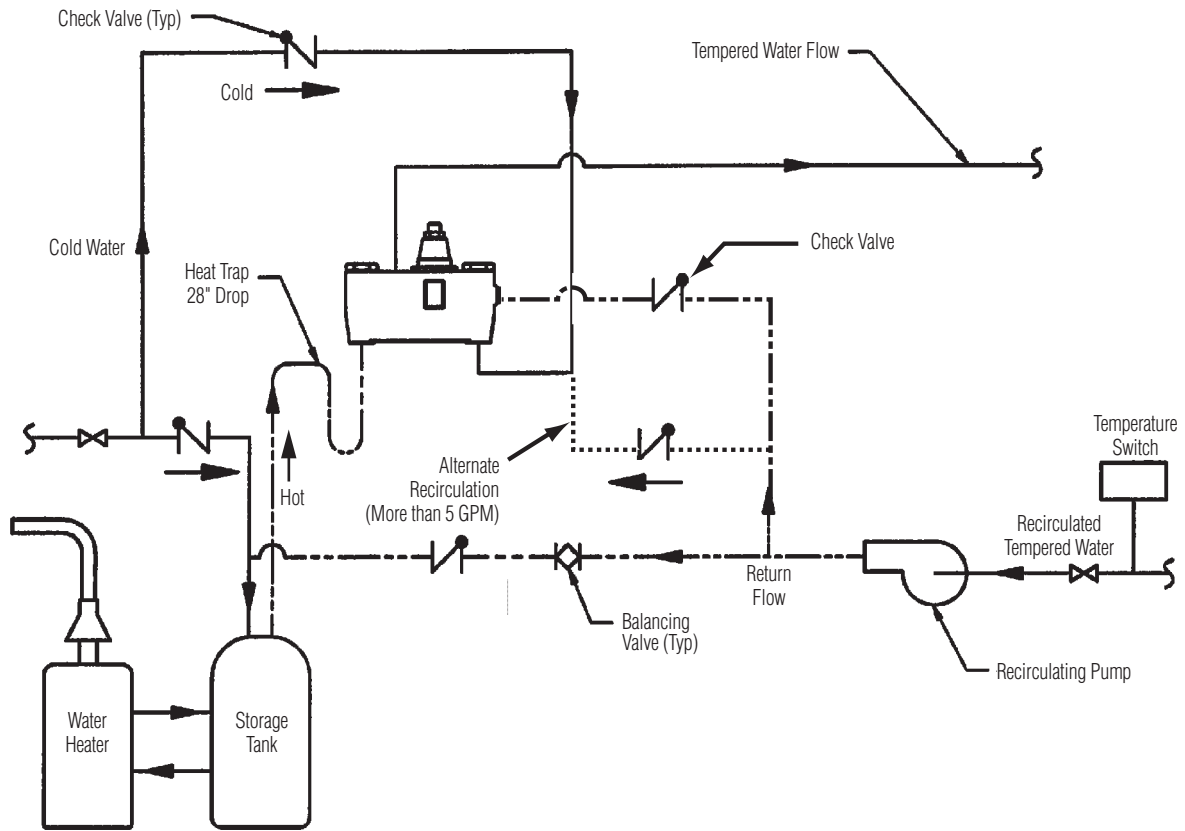 Check Valve (Typ)
Cold
Tempered Water Flow
Cold Water
Heat Trap
28" Drop
Check Valve
Hot
Alternate
Recirculation
(More than 5 GPM)
Temperature
Switch
Recirculated
Tempered Water
Return
Flow
Balancing
Valve (Typ)
Recirculating Pump
Water
Heater
Storage
Tank